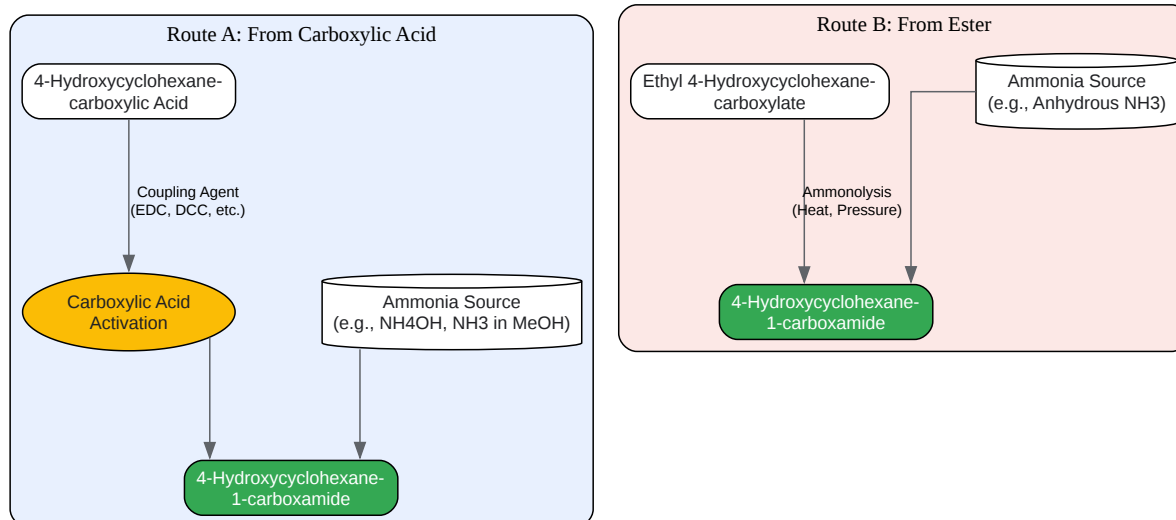 Route A: From Carboxylic Acid
4-Hydroxycyclohexane-
carboxylic Acid
Coupling Agent
(EDC, DCC, etc.)
Carboxylic Acid
Activation
Ammonia Source
(e.g., NH4OH, NH3 in MeOH)
4-Hydroxycyclohexane-
1-carboxamide
Route B: From Ester
Ethyl 4-Hydroxycyclohexane-
carboxylate
Ammonia Source
(e.g., Anhydrous NH3)
Ammonolysis
(Heat, Pressure)
4-Hydroxycyclohexane-
1-carboxamide